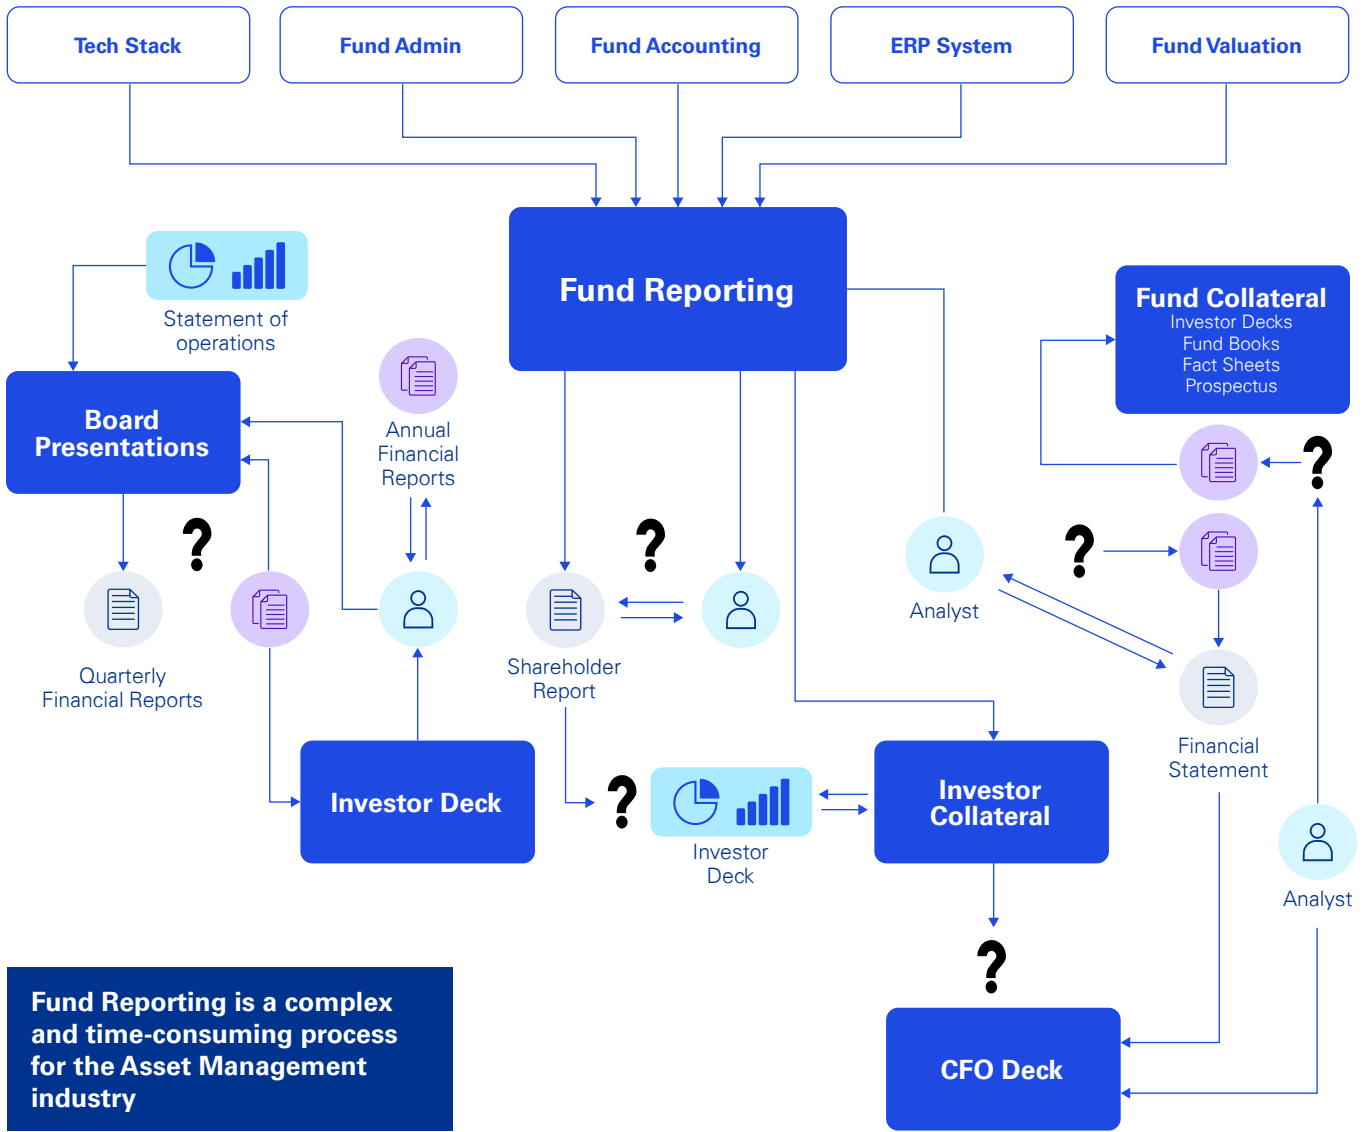 Tech Stack
Fund Admin
Fund Accounting
ERP System
Fund Valuation
Fund Reporting
Statement of
operations
Fund Collateral
Investor Decks
Fund Books
Fact Sheets
Prospectus
Board
Presentations
Annual
Financial
Reports
?
?
?
?
Analyst
Quarterly
Financial Reports
Shareholder
Report
Financial
Statement
Investor Deck
?
Investor
Deck
Investor
Collateral
Analyst
?
CFO Deck
Fund Reporting is a complex
and time-consuming process
for the Asset Management
industry